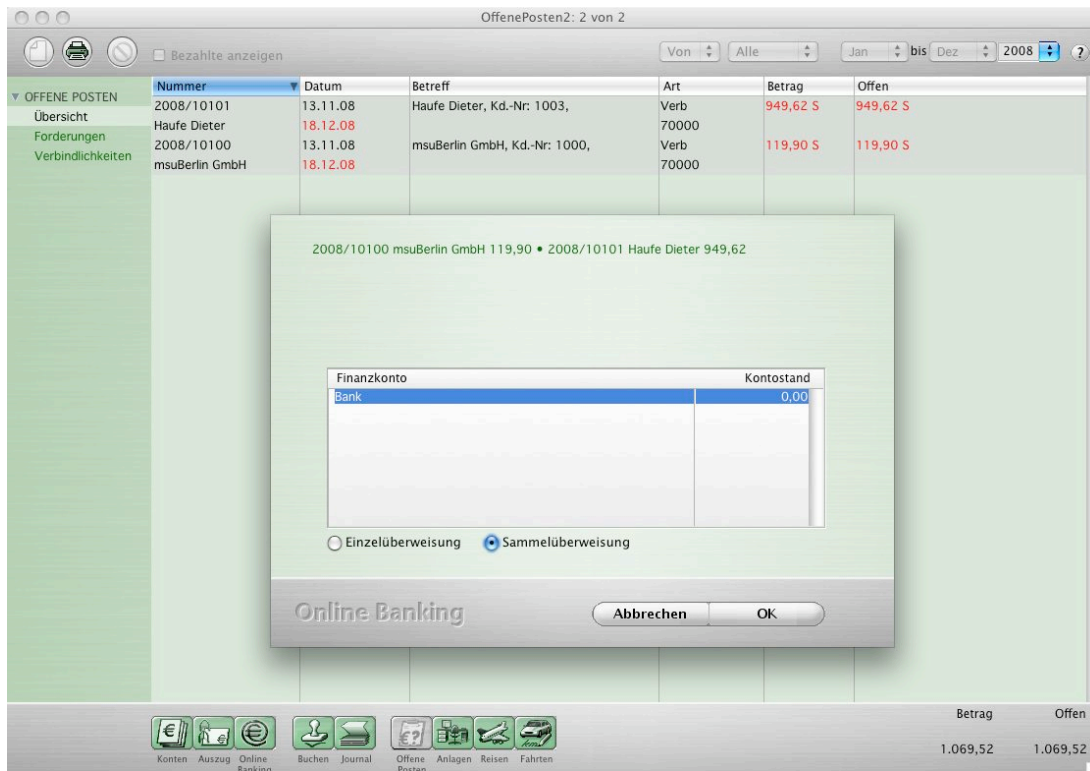 OffenePosten2: 2 von 2
Bezahlte anzeigen Von Alle Jan bis Dez 2008 ?
OFFENE POSTEN
Übersicht
Forderungen
Verbindlichkeiten
Nummer Datum Betreff Art Betrag Offen
2008/10101 13.11.08 Haufe Dieter, Kd.-Nr: 1003, Verb 949,62 S 949,62 S
Haufe Dieter 18.12.08 70000
2008/10100 13.11.08 msuBerlin GmbH, Kd.-Nr: 1000, Verb 119,90 S 119,90 S
msuBerlin GmbH 18.12.08 70000
2008/10100 msuBerlin GmbH 119,90 • 2008/10101 Haufe Dieter 949,62
Finanzkonto Kontostand
Bank 0,00
Einzelüberweisung Sammelüberweisung
Online Banking Abbrechen OK
Betrag Offen
1.069,52 1.069,52
Konten Auszug Online Banking Buchen Journal Offene Posten Anlagen Reisen Fahrten